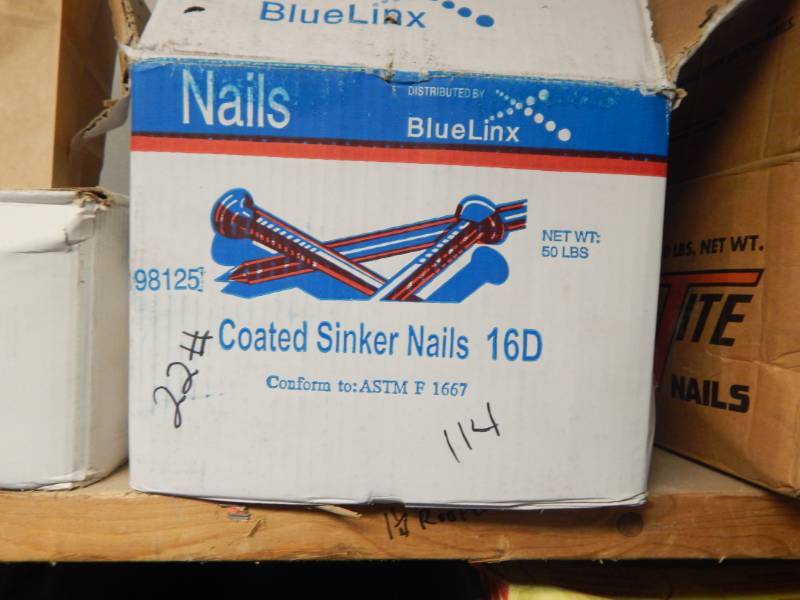 BlueLinx
Nails
DISTRIBUTED BY
BlueLinx
NET WT:
50 LBS
98125
Coated Sinker Nails 16D
Conform to: ASTM F 1667
22#
114
LBS. NET WT.
TITE
NAILS